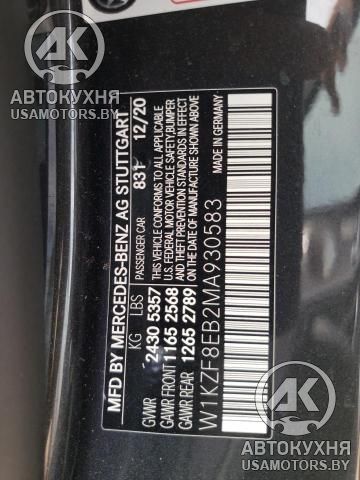 АВТОКУХНЯ
USAMOTORS.BY
MFD BY MERCEDES-BENZ AG STUTTGART
PASSENGER CAR 831 12/20
KG LBS
GVWR 2430 5357
GAWR FRONT 1165 2568
GAWR REAR 1265 2789
THIS VEHICLE CONFORMS TO ALL APPLICABLE
U.S. FEDERAL MOTOR VEHICLE SAFETY, BUMPER
AND THEFT PREVENTION STANDARDS IN EFFECT
ON THE DATE OF MANUFACTURE SHOWN ABOVE
W1KZF8EB2MA930583
MADE IN GERMANY
АВТОКУХНЯ
USAMOTORS.BY